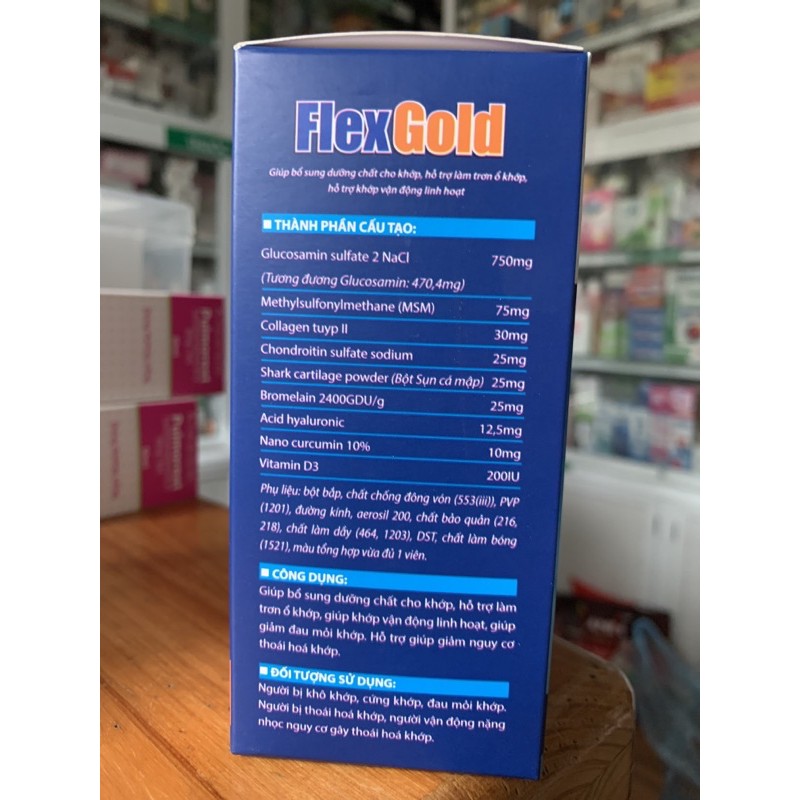 FlexGold
Giúp bổ sung dưỡng chất cho khớp, hỗ trợ làm trơn ổ khớp,
hỗ trợ khớp vận động linh hoạt
THÀNH PHẦN CẤU TẠO:
Glucosamin sulfate 2 NaCl 750mg
(Tương đương Glucosamin: 470,4mg)
Methylsulfonylmethane (MSM) 75mg
Collagen tuyp II 30mg
Chondroitin sulfate sodium 25mg
Shark cartilage powder (Bột Sụn cá mập) 25mg
Bromelain 2400GDU/g 25mg
Acid hyaluronic 12,5mg
Nano curcumin 10% 10mg
Vitamin D3 200IU
Phụ liệu: bột bắp, chất chống đông vón (553(iii)), PVP
(1201), đường kính, aerosil 200, chất bảo quản (216,
218), chất làm dầy (464, 1203), DST, chất làm bóng
(1521), màu tổng hợp vừa đủ 1 viên.
CÔNG DỤNG:
Giúp bổ sung dưỡng chất cho khớp, hỗ trợ làm
trơn ổ khớp, giúp khớp vận động linh hoạt, giúp
giảm đau mỏi khớp. Hỗ trợ giúp giảm nguy cơ
thoái hoá khớp.
ĐỐI TƯỢNG SỬ DỤNG:
Người bị khô khớp, cứng khớp, đau mỏi khớp.
Người bị thoái hoá khớp, người vận động nặng
nhọc nguy cơ gây thoái hoá khớp.